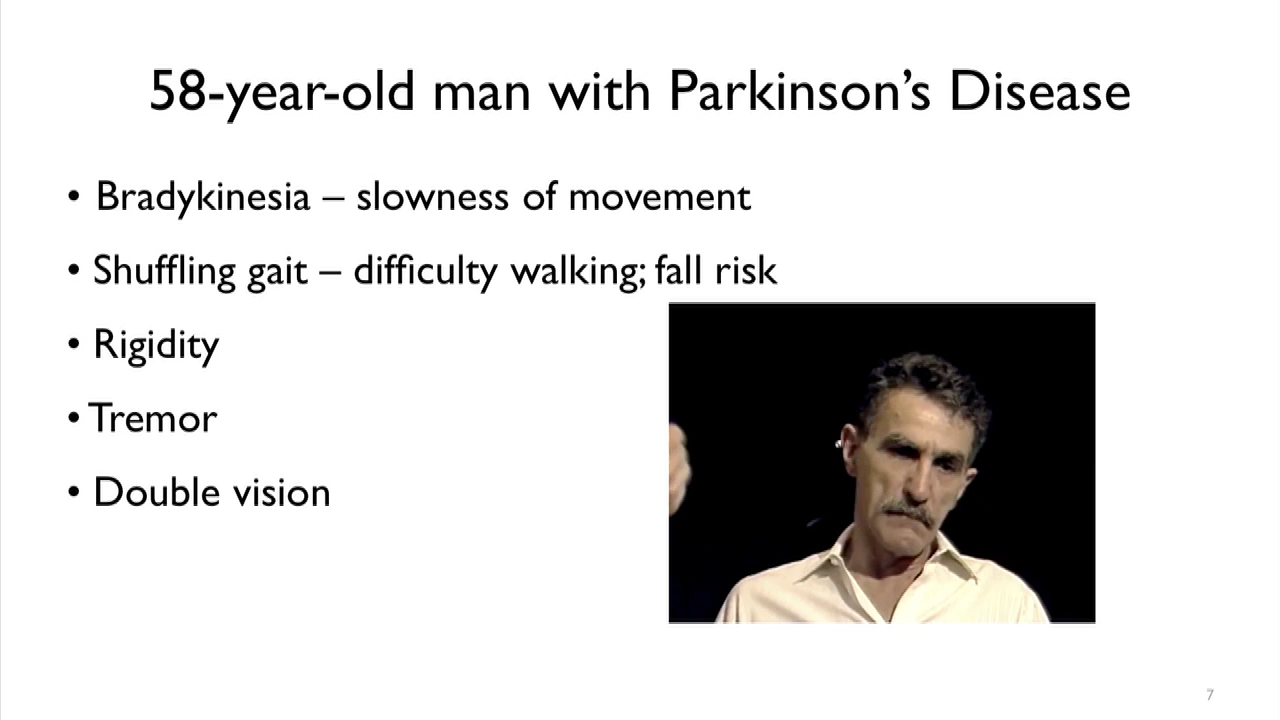 58-year-old man with Parkinson’s Disease
• Bradykinesia – slowness of movement
• Shuffling gait – difficulty walking; fall risk
• Rigidity
• Tremor
• Double vision
7